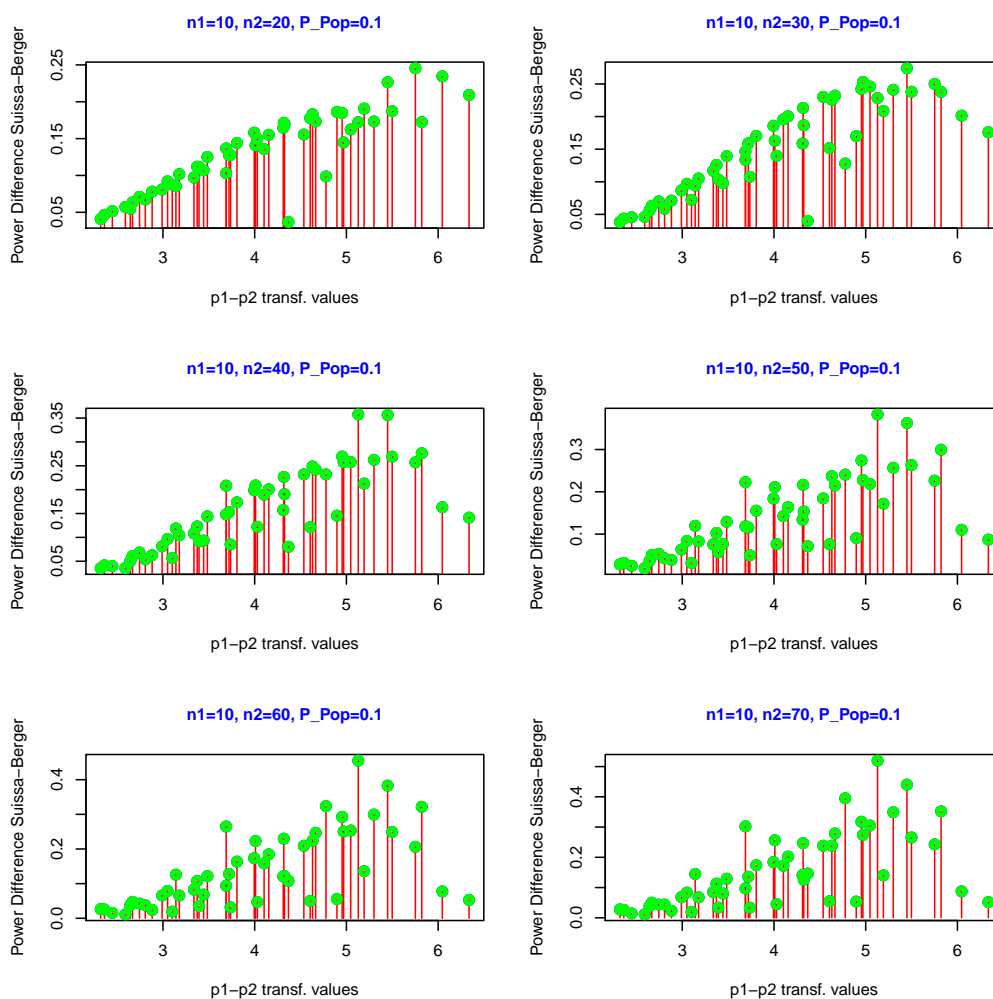 n1=10, n2=20, P_Pop=0.1
Power Difference Suissa−Berger
0.05 0.15 0.25
3 4 5 6
p1−p2 transf. values
n1=10, n2=30, P_Pop=0.1
Power Difference Suissa−Berger
0.05 0.15 0.25
3 4 5 6
p1−p2 transf. values
n1=10, n2=40, P_Pop=0.1
Power Difference Suissa−Berger
0.05 0.15 0.25 0.35
3 4 5 6
p1−p2 transf. values
n1=10, n2=50, P_Pop=0.1
Power Difference Suissa−Berger
0.1 0.2 0.3
3 4 5 6
p1−p2 transf. values
n1=10, n2=60, P_Pop=0.1
Power Difference Suissa−Berger
0.0 0.2 0.4
3 4 5 6
p1−p2 transf. values
n1=10, n2=70, P_Pop=0.1
Power Difference Suissa−Berger
0.0 0.2 0.4
3 4 5 6
p1−p2 transf. values